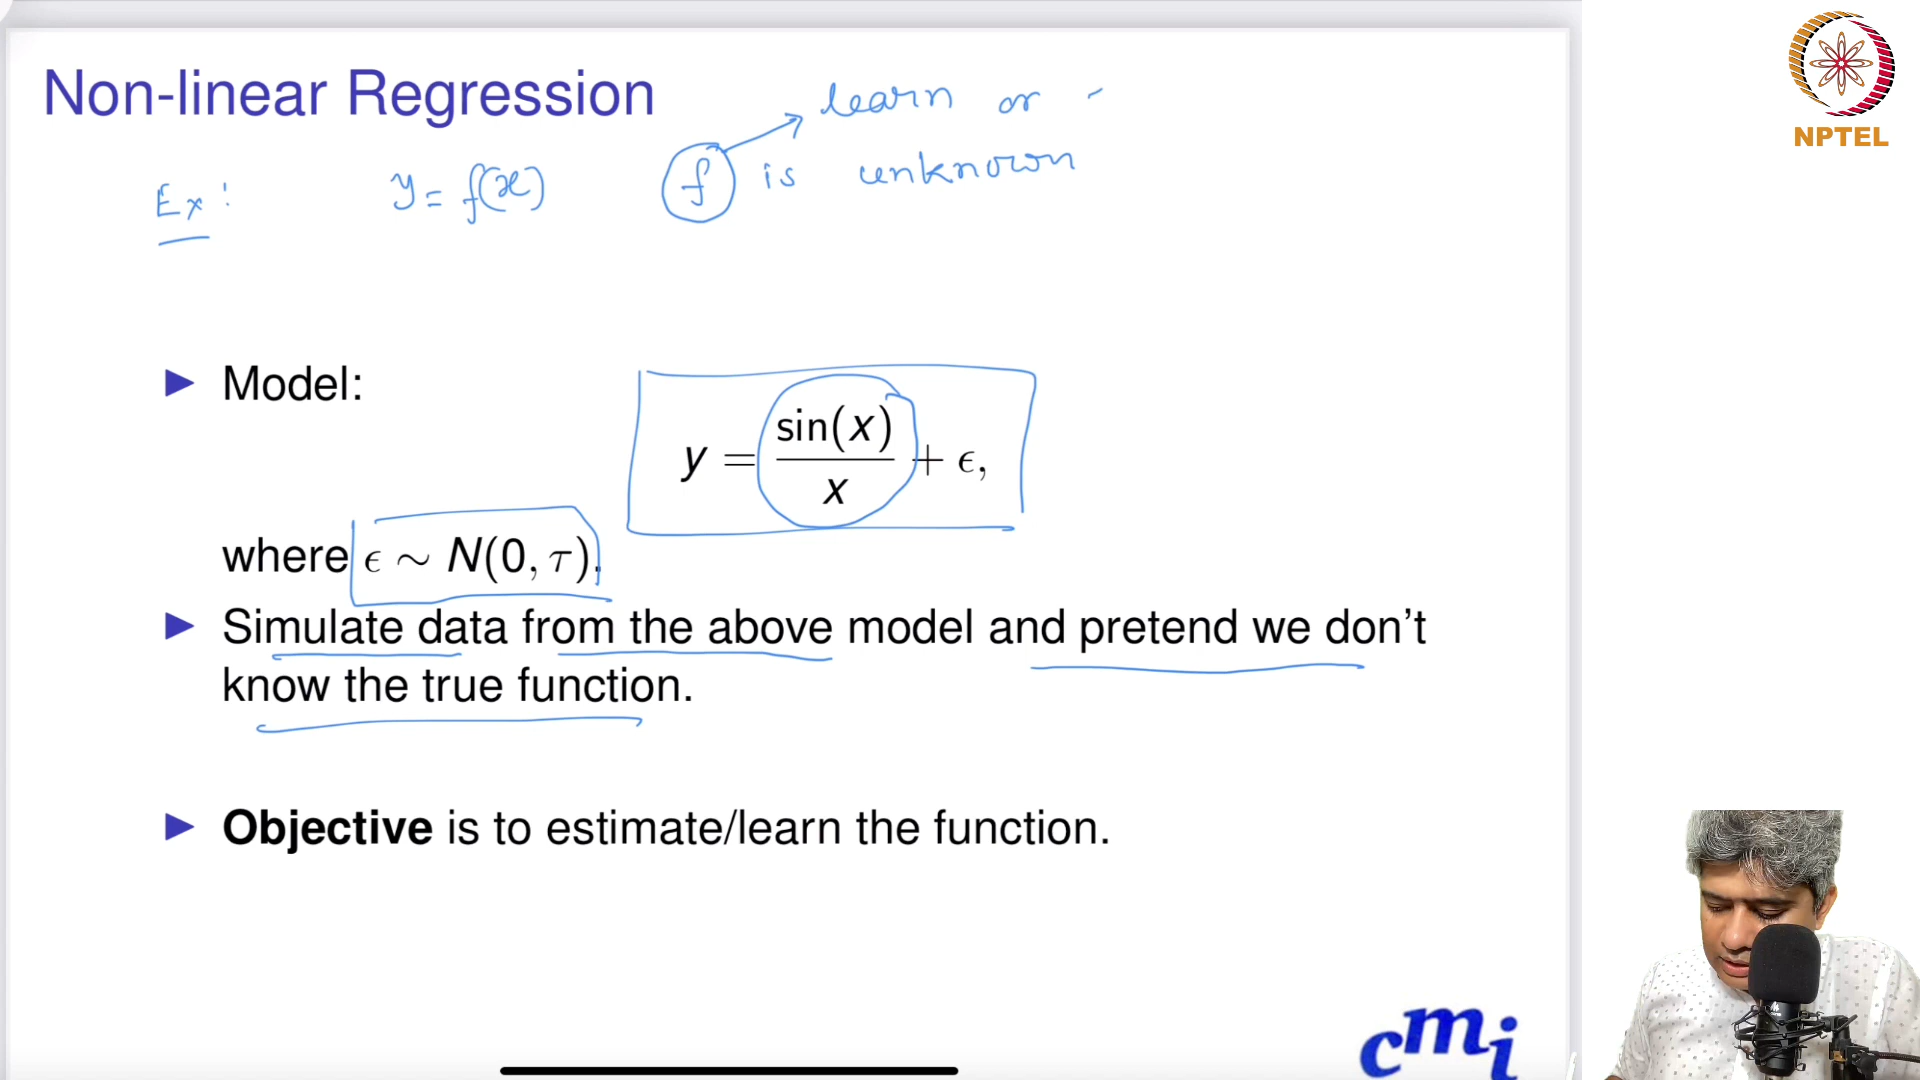 Non-linear Regression
learn or
Ex: y = f(x) f is unknown
▶ Model:
y = sin(x)/x + ϵ,
where ϵ ∼ N(0, τ).
▶ Simulate data from the above model and pretend we don't
know the true function.
▶ Objective is to estimate/learn the function.
NPTEL
cmi